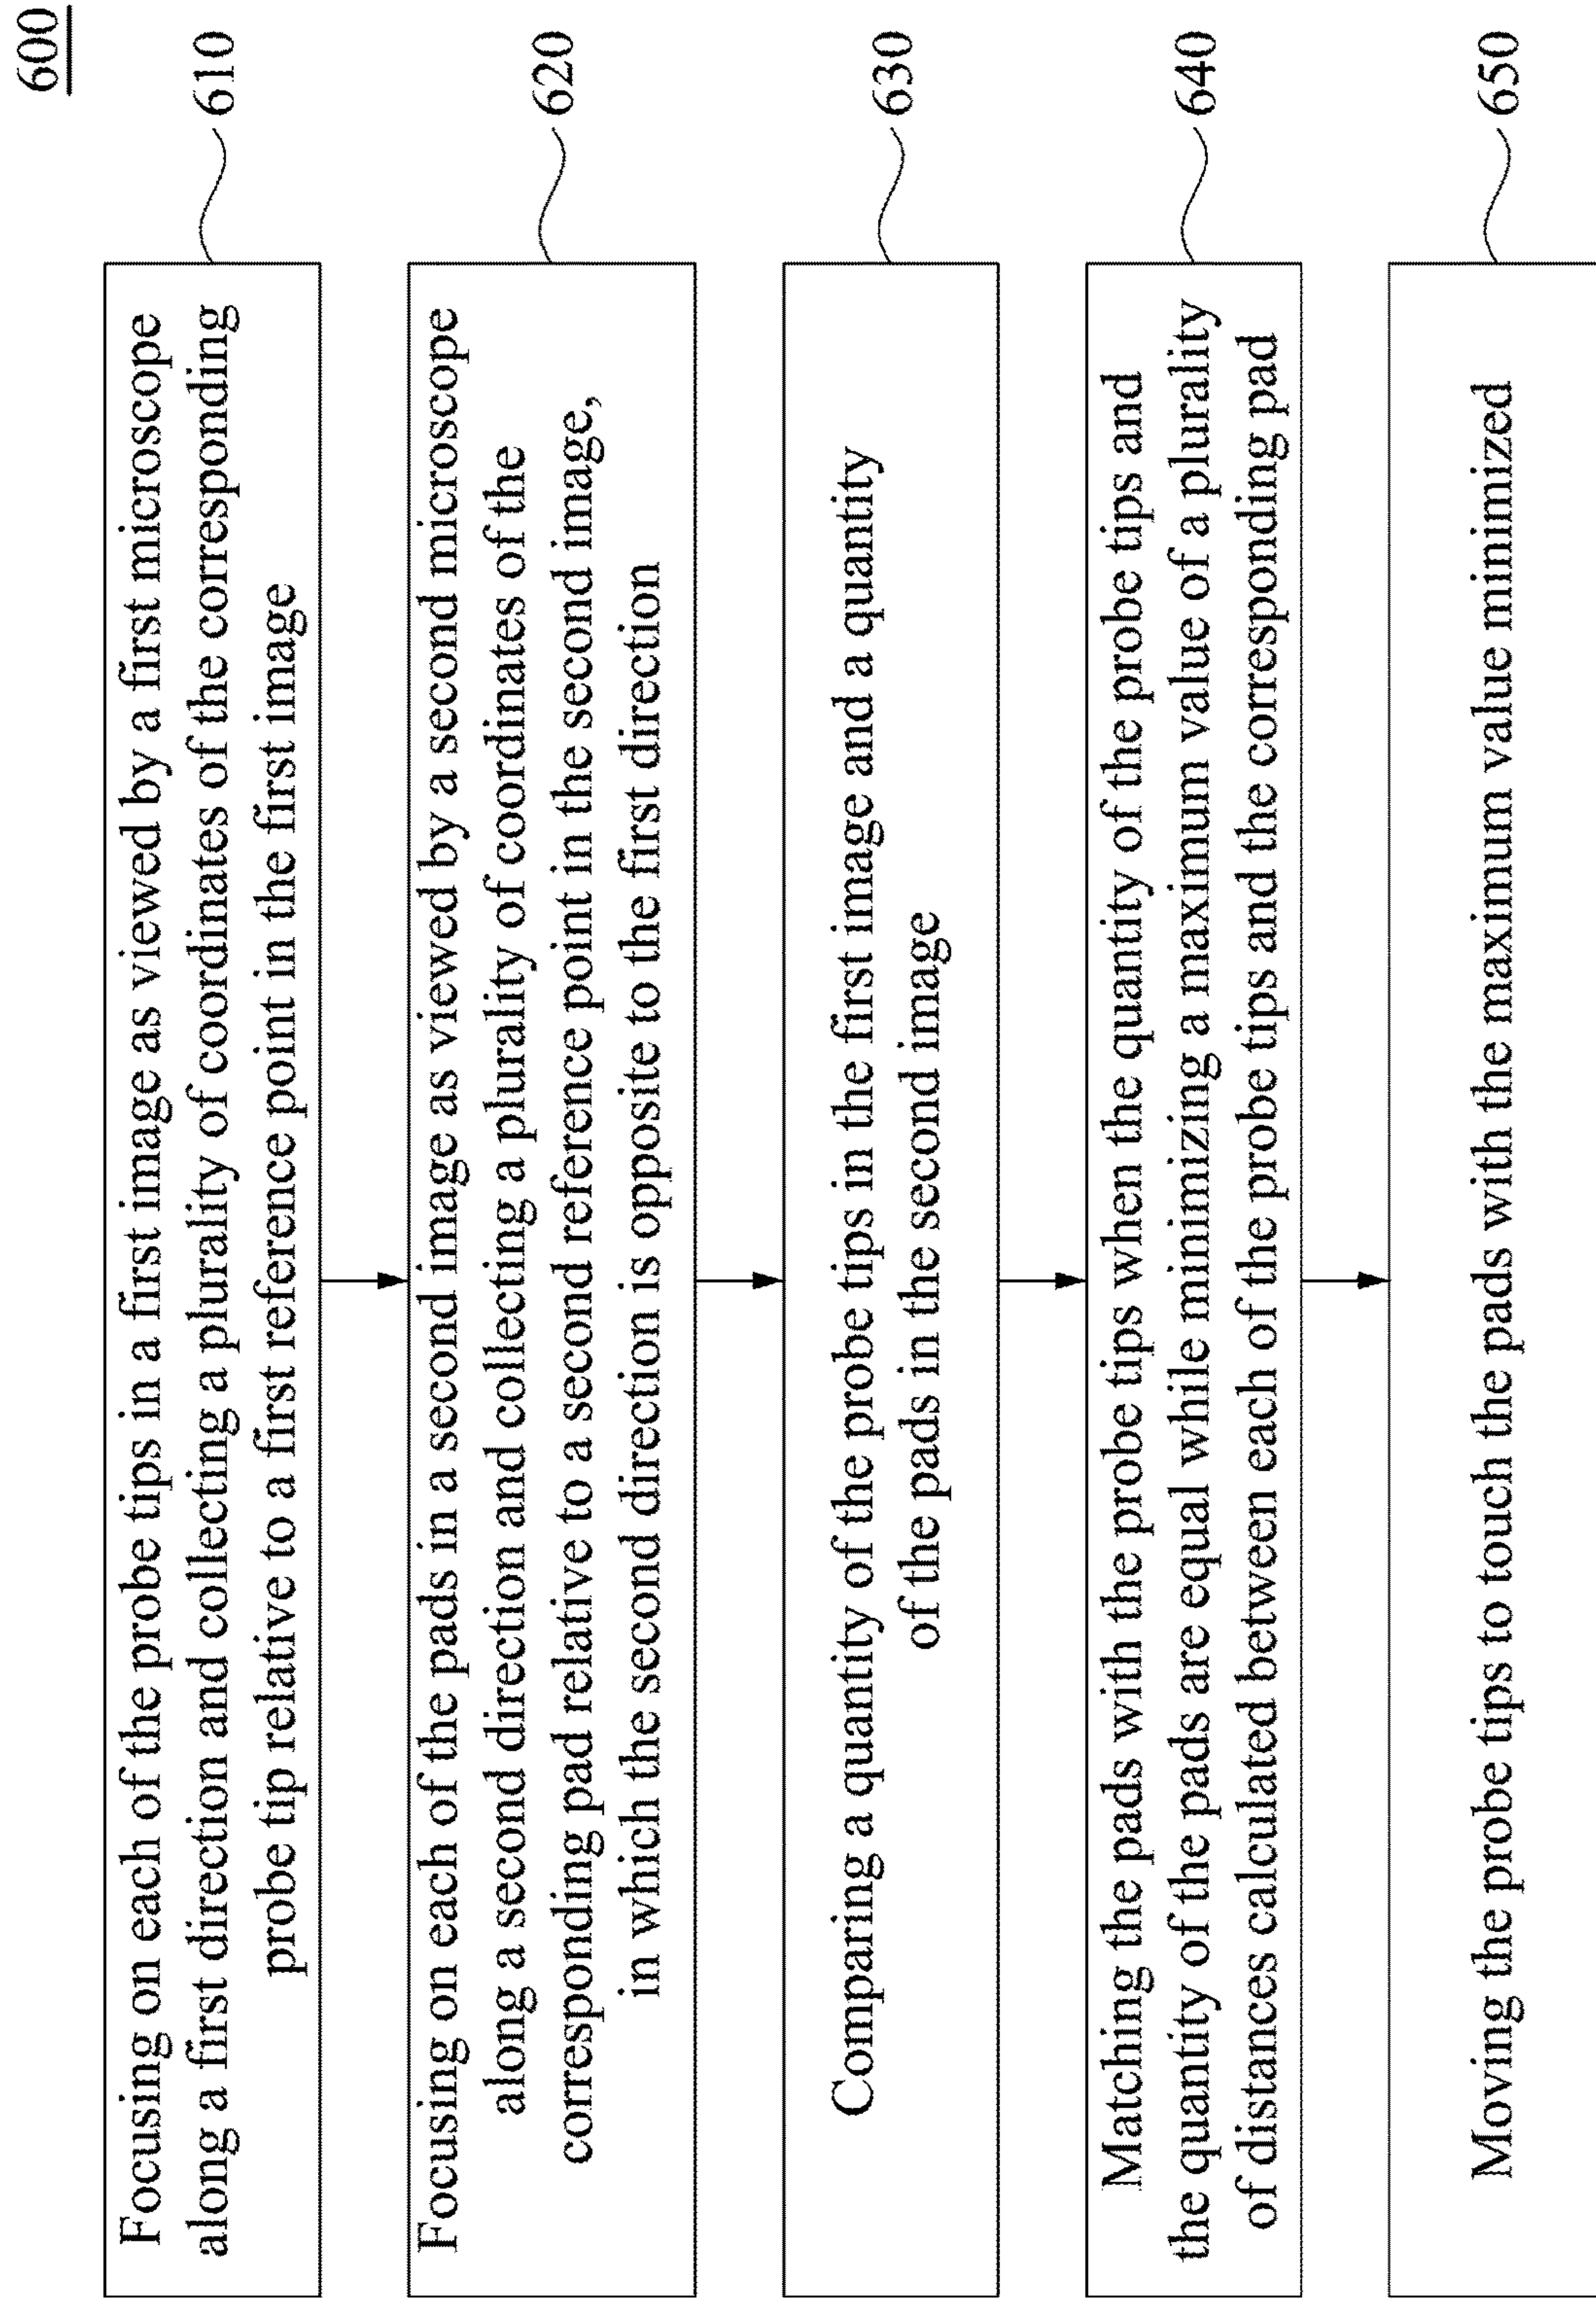 600
Focusing on each of the probe tips in a first image as viewed by a first microscope
along a first direction and collecting a plurality of coordinates of the corresponding
probe tip relative to a first reference point in the first image
610
Focusing on each of the pads in a second image as viewed by a second microscope
along a second direction and collecting a plurality of coordinates of the
corresponding pad relative to a second reference point in the second image,
in which the second direction is opposite to the first direction
620
Comparing a quantity of the probe tips in the first image and a quantity
of the pads in the second image
630
Matching the pads with the probe tips when the quantity of the probe tips and
the quantity of the pads are equal while minimizing a maximum value of a plurality
of distances calculated between each of the probe tips and the corresponding pad
640
Moving the probe tips to touch the pads with the maximum value minimized
650